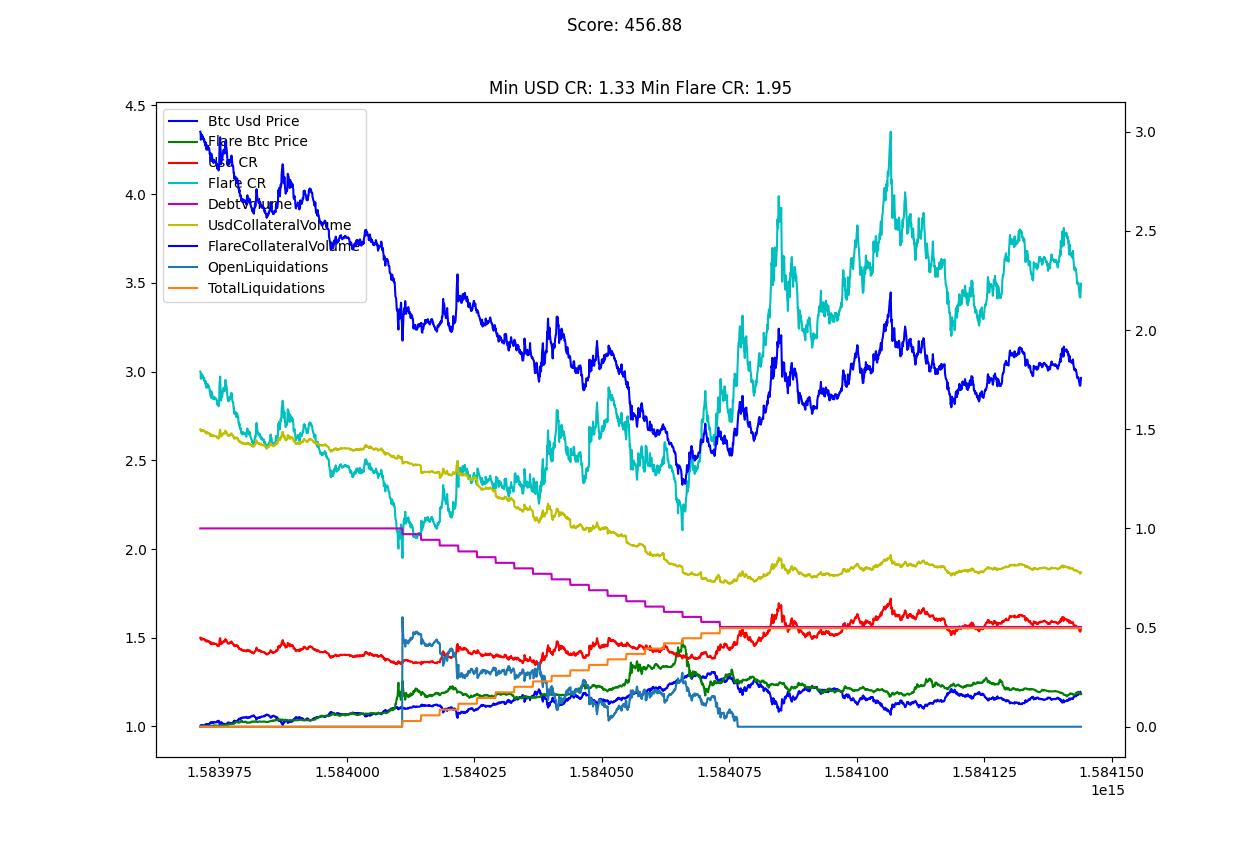 Score: 456.88
Min USD CR: 1.33 Min Flare CR: 1.95
4.5
4.0
3.5
3.0
2.5
2.0
1.5
1.0
Btc Usd Price
Flare Btc Price
Usd CR
Flare CR
DebtVolume
UsdCollateralVolume
FlareCollateralVolume
OpenLiquidations
TotalLiquidations
3.0
2.5
2.0
1.5
1.0
0.5
0.0
1.583975
1.584000
1.584025
1.584050
1.584075
1.584100
1.584125
1.584150
1e15